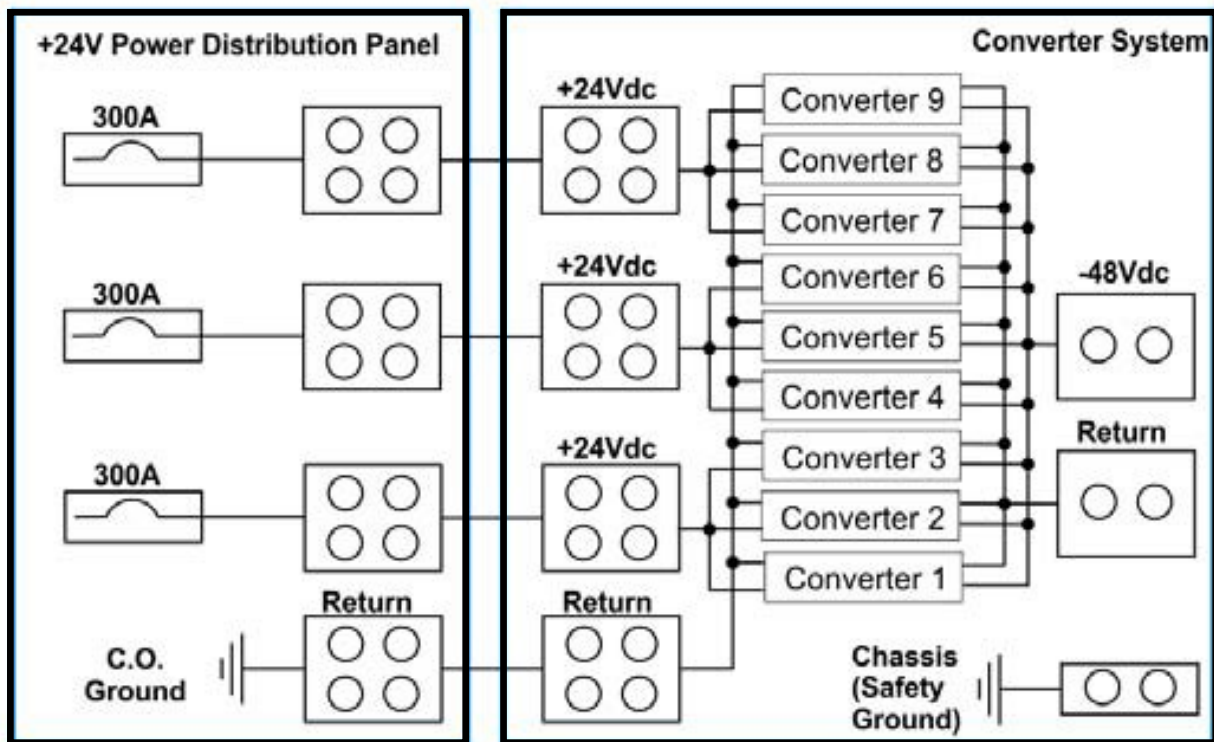 +24V Power Distribution Panel
Converter System
300A
+24Vdc
300A
+24Vdc
300A
+24Vdc
Return
Return
C.O.
Ground
Converter 9
Converter 8
Converter 7
Converter 6
Converter 5
Converter 4
Converter 3
Converter 2
Converter 1
-48Vdc
Return
Chassis
(Safety
Ground)